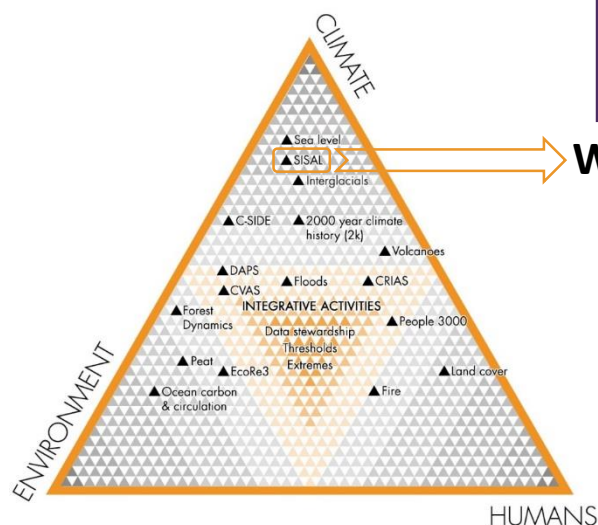 CLIMATE
Sea level
SISAL
W
Interglacials
C-SIDE
2000 year climate
history (2k)
Volcanoes
DAPS
Floods
CRIAS
CVAS
INTEGRATIVE ACTIVITIES
Forest
Dynamics
People 3000
Data stewardship
Thresholds
Extremes
Peat
EcoRe3
Land cover
Ocean carbon
& circulation
Fire
ENVIRONMENT
HUMANS